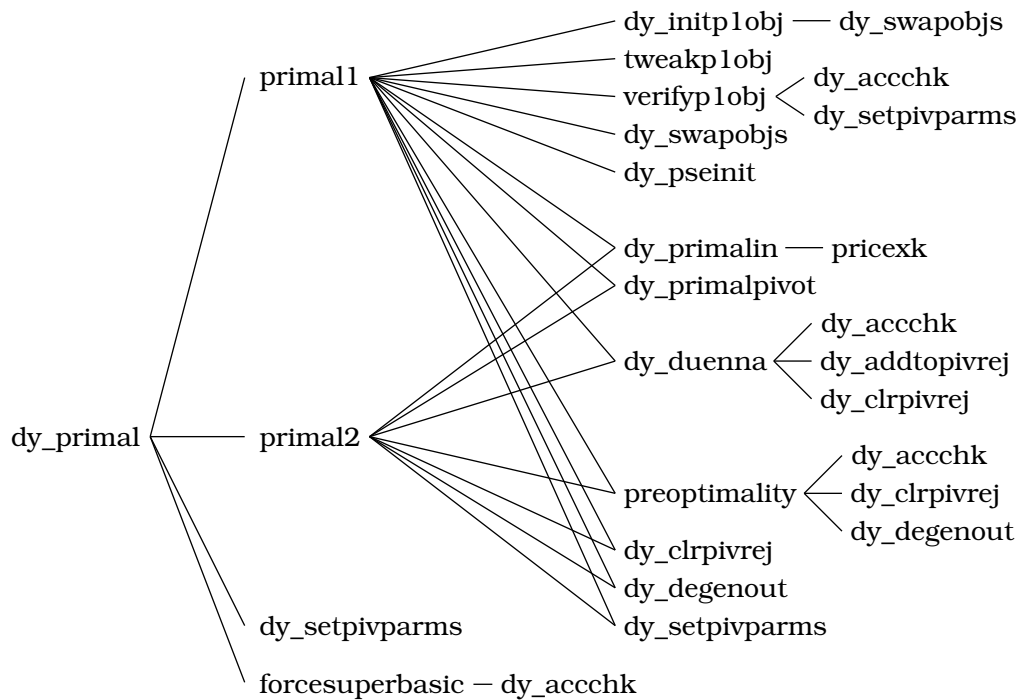 dy_initp1obj — dy_swapobjs
tweakp1obj
primal1
verifyp1obj
dy_accchk
dy_setpivparms
dy_swapobjs
dy_pseinit
dy_primalin — pricexk
dy_primalpivot
dy_accchk
dy_duenna
dy_addtopivrej
dy_clrpivrej
dy_primal
primal2
dy_accchk
preoptimality
dy_clrpivrej
dy_degenout
dy_clrpivrej
dy_degenout
dy_setpivparms
dy_setpivparms
forcesuperbasic — dy_accchk